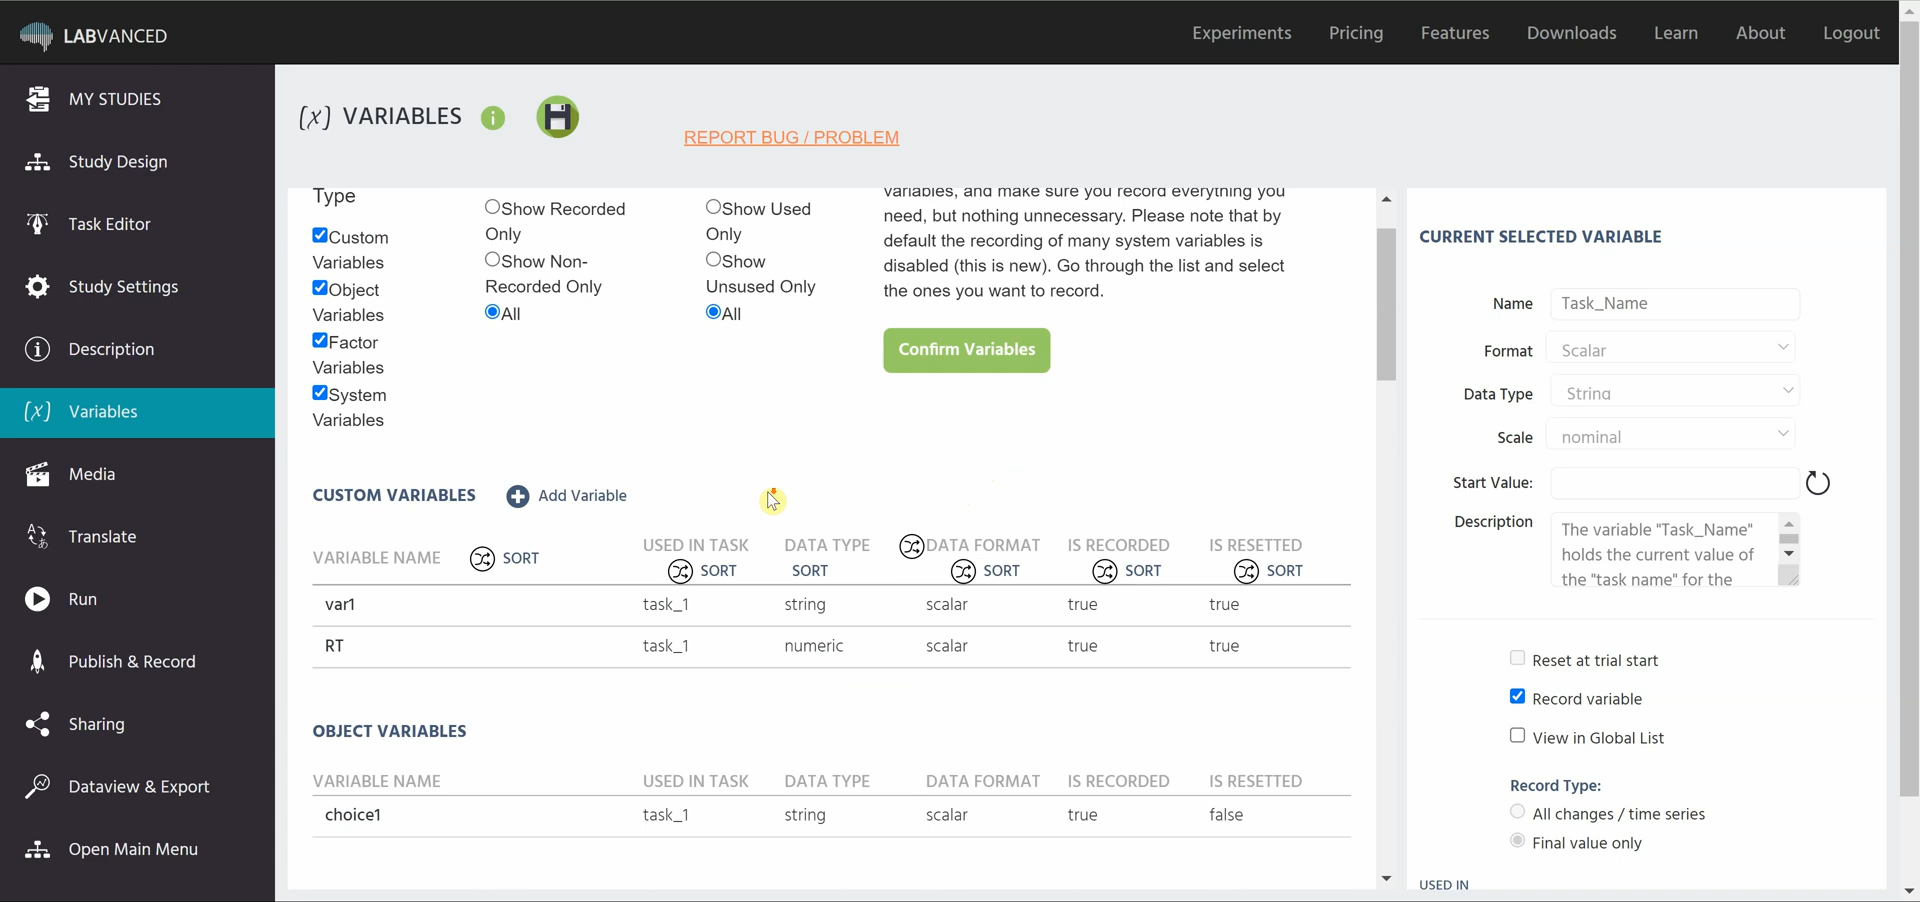 LABVANCED
Experiments
Pricing
Features
Downloads
Learn
About
Logout
MY STUDIES
Study Design
Task Editor
Study Settings
Description
(x) Variables
Media
Translate
Run
Publish & Record
Sharing
Dataview & Export
Open Main Menu
(x) VARIABLES
REPORT BUG / PROBLEM
Type
Custom
Variables
Object
Variables
Factor
Variables
System
Variables
Show Recorded
Only
Show Non-
Recorded Only
All
Show Used
Only
Show
Unsused Only
All
variables, and make sure you record everything you
need, but nothing unnecessary. Please note that by
default the recording of many system variables is
disabled (this is new). Go through the list and select
the ones you want to record.
Confirm Variables
CUSTOM VARIABLES
Add Variable
VARIABLE NAME SORT USED IN TASK DATA TYPE DATA FORMAT IS RECORDED IS RESETTED
SORT SORT SORT SORT SORT
var1 task_1 string scalar true true
RT task_1 numeric scalar true true
OBJECT VARIABLES
VARIABLE NAME USED IN TASK DATA TYPE DATA FORMAT IS RECORDED IS RESETTED
choice1 task_1 string scalar true false
CURRENT SELECTED VARIABLE
Name Task_Name
Format Scalar
Data Type String
Scale nominal
Start Value:
Description The variable "Task_Name"
holds the current value of
the "task name" for the
Reset at trial start
Record variable
View in Global List
Record Type:
All changes / time series
Final value only
USED IN